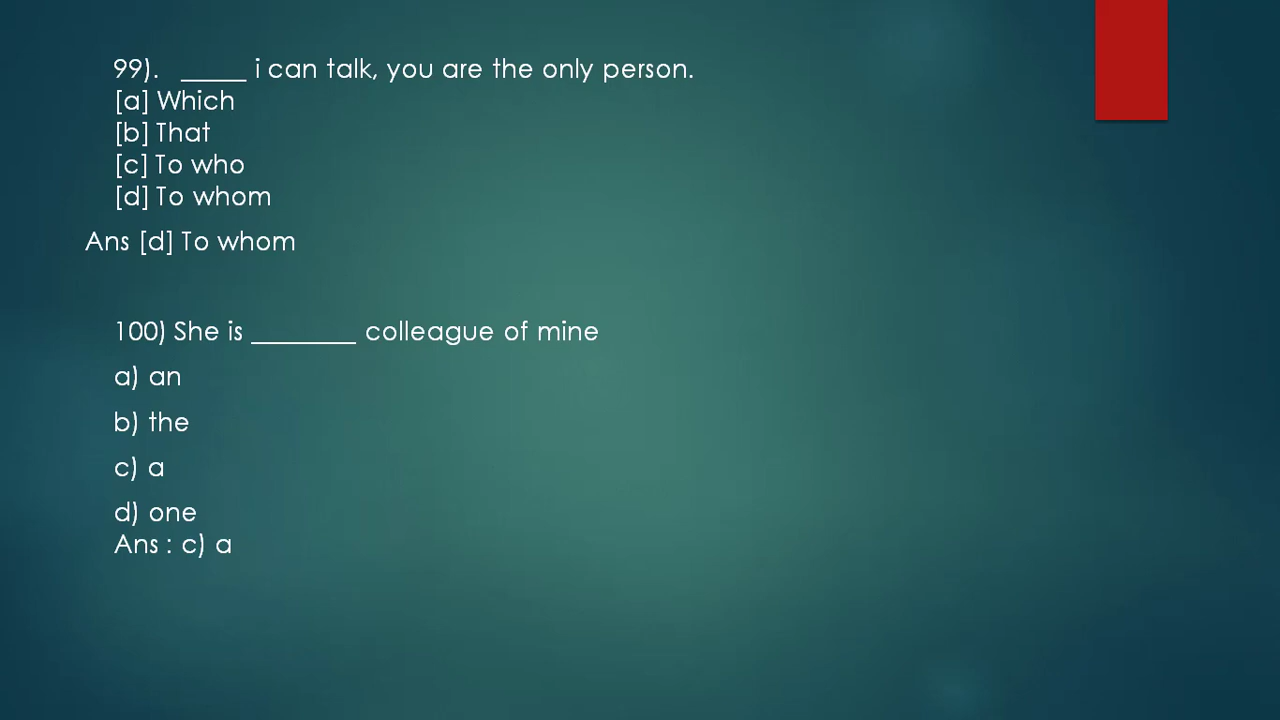 99). _____ i can talk, you are the only person.
[a] Which
[b] That
[c] To who
[d] To whom
Ans [d] To whom
100) She is ________ colleague of mine
a) an
b) the
c) a
d) one
Ans : c) a